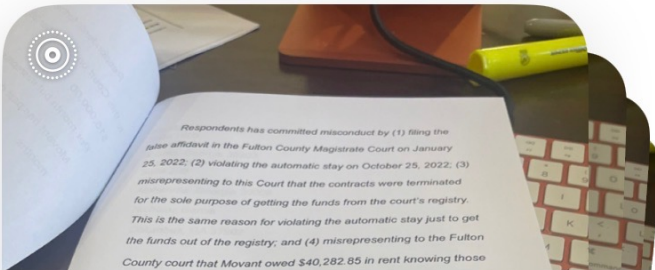 Respondents has committed misconduct by (1) filing the
false affidavit in the Fulton County Magistrate Court on January
25, 2022; (2) violating the automatic stay on October 25, 2022; (3)
misrepresenting to this Court that the contracts were terminated
for the sole purpose of getting the funds from the court's registry.
This is the same reason for violating the automatic stay just to get
the funds out of the registry; and (4) misrepresenting to the Fulton
County court that Movant owed $40,282.85 in rent knowing those